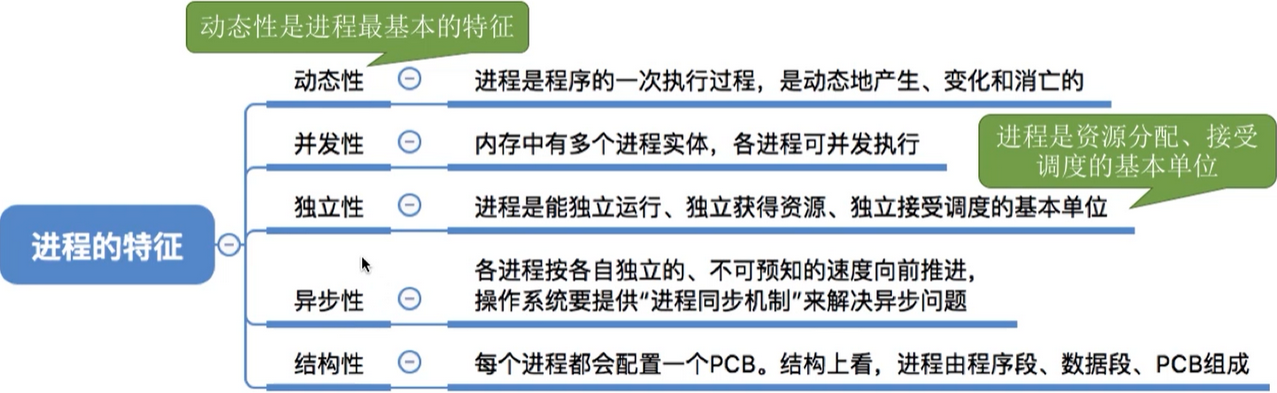 动态性是进程最基本的特征
动态性
进程是程序的一次执行过程，是动态地产生、变化和消亡的
并发性
内存中有多个进程实体，各进程可并发执行
进程是资源分配、接受
调度的基本单位
独立性
进程是能独立运行、独立获得资源、独立接受调度的基本单位
进程的特征
异步性
各进程按各自独立的、不可预知的速度向前推进，
操作系统要提供“进程同步机制”来解决异步问题
结构性
每个进程都会配置一个PCB。结构上看，进程由程序段、数据段、PCB组成